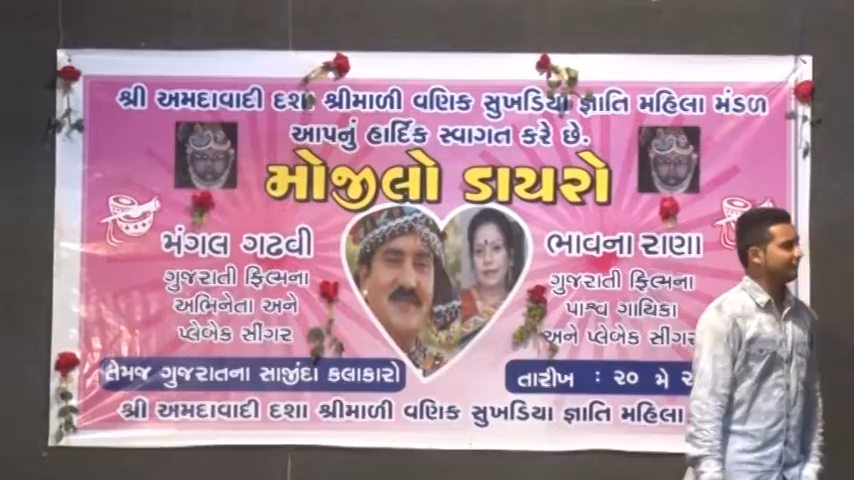 શ્રી અમદાવાદી દશા શ્રીમાળી વણિક સુખડિયા જ્ઞાતિ મહિલા મંડળ
આપનું હાર્દિક સ્વાગત કરે છે.
મોજીલો ડાયરો
મંગલ ગઢવી
ગુજરાતી ફિલ્મના
અભિનેતા અને
પ્લેબેક સીંગર
ભાવના રાણા
ગુજરાતી ફિલ્મના
પાશ્વ ગાયિકા
અને પ્લેબેક સીંગર
તેમજ ગુજરાતના સાજીંદા કલાકારો
તારીખ : ૨૦ મે
શ્રી અમદાવાદી દશા શ્રીમાળી વણિક સુખડિયા જ્ઞાતિ મહિલા